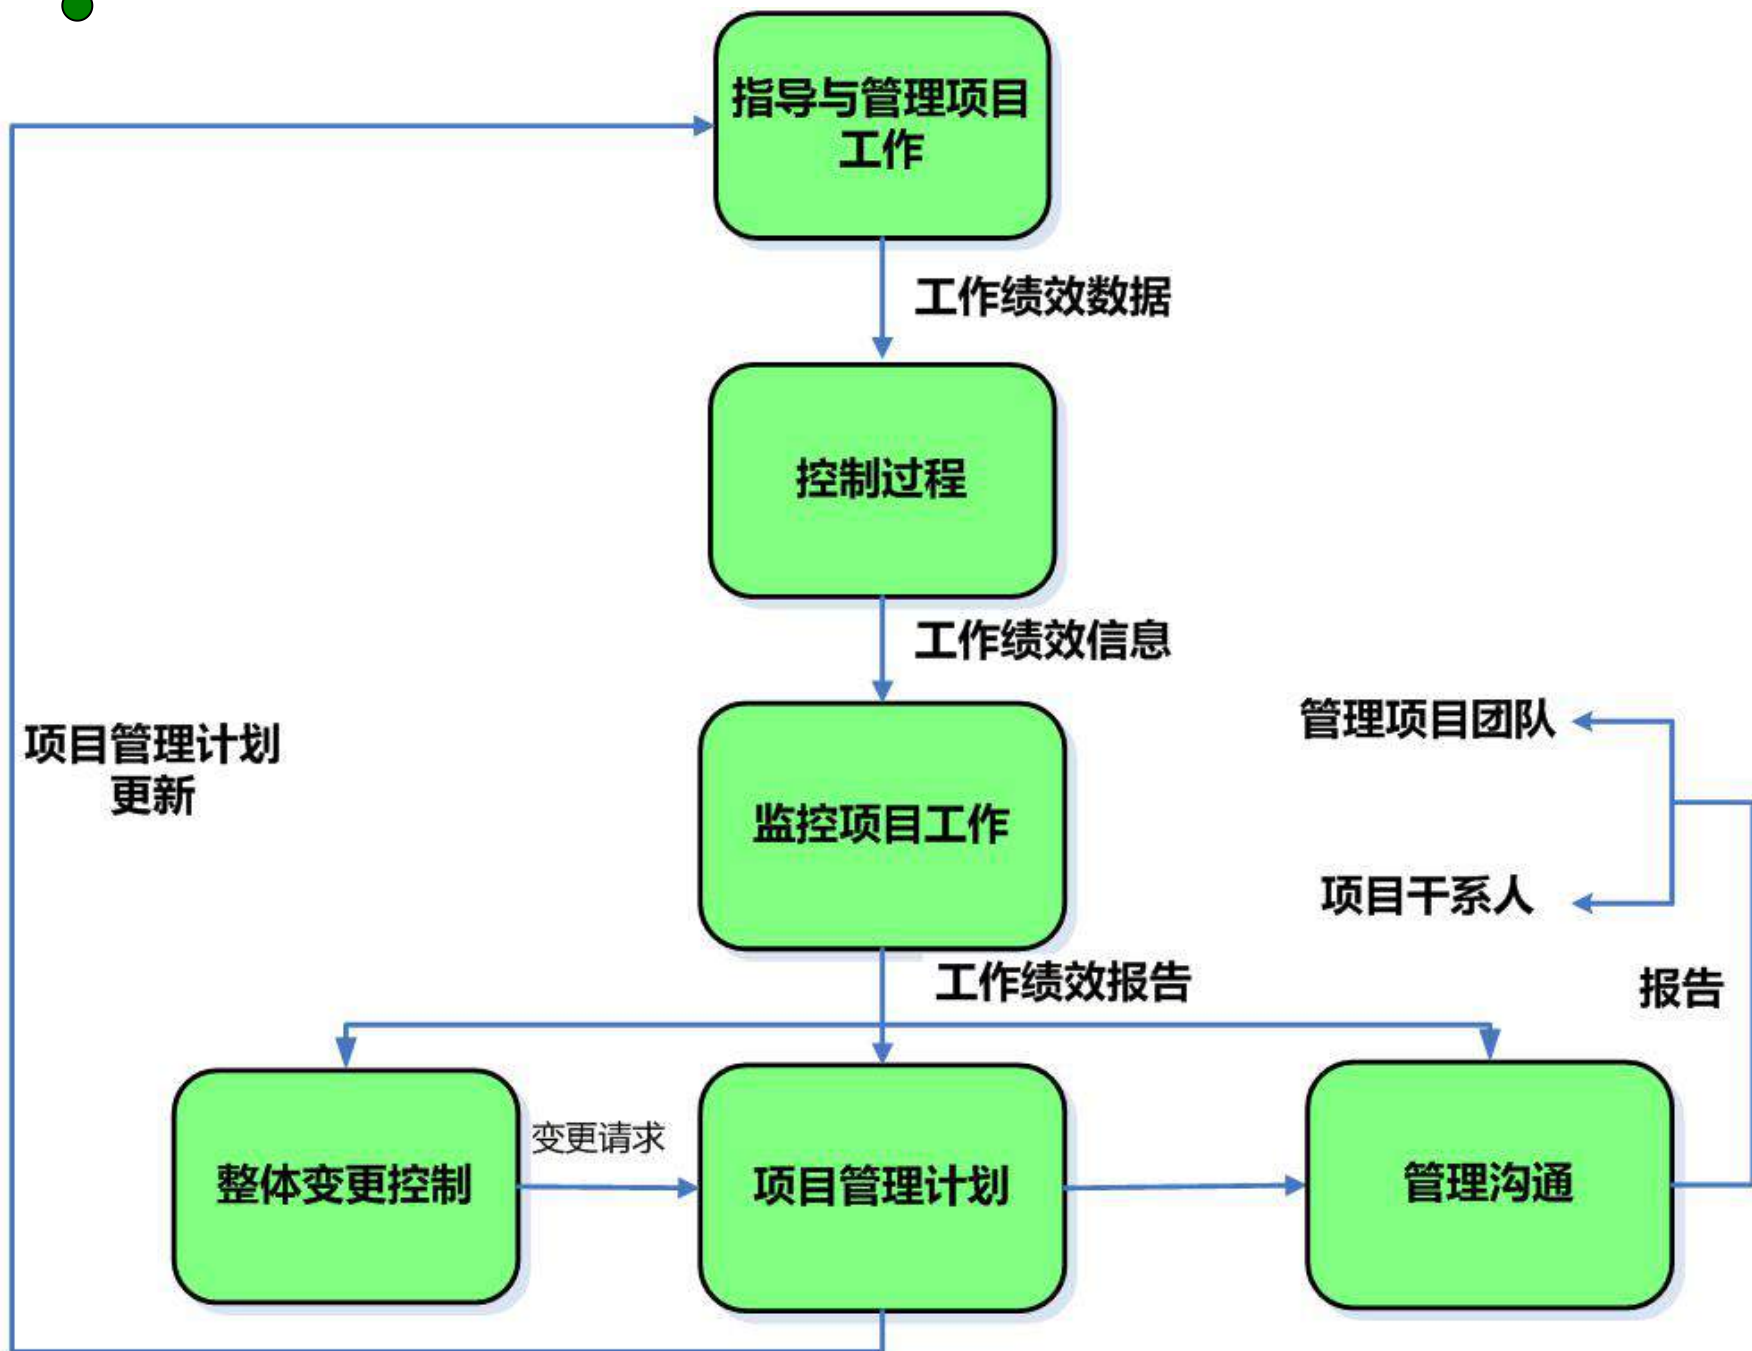 指导与管理项目
工作
工作绩效数据
控制过程
工作绩效信息
项目管理计划
更新
监控项目工作
管理项目团队
项目干系人
工作绩效报告
报告
整体变更控制
变更请求
项目管理计划
管理沟通